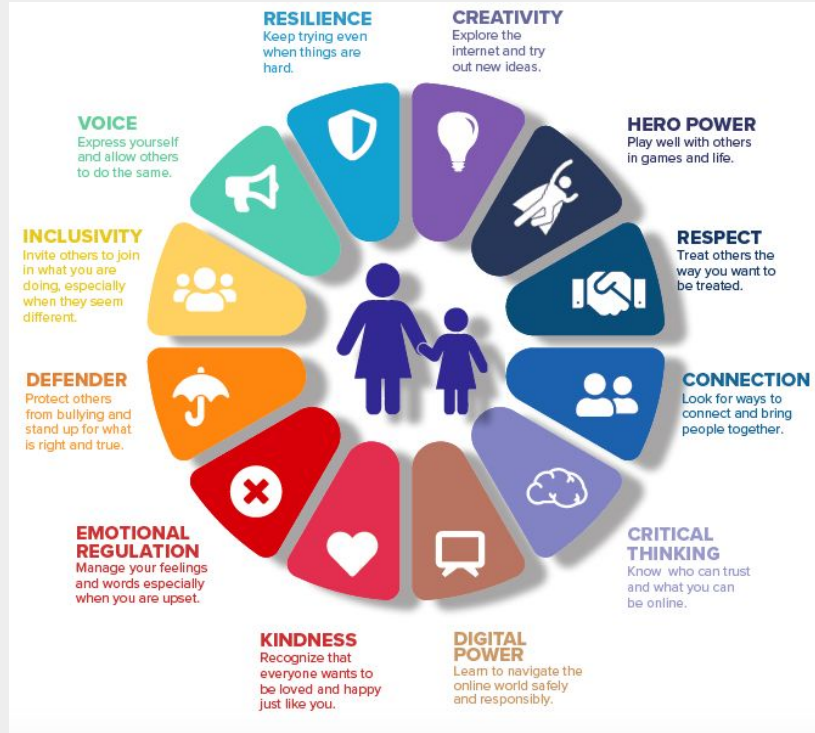 RESILIENCE
Keep trying even
when things are
hard.
CREATIVITY
Explore the
internet and try
out new ideas.
HERO POWER
Play well with others
in games and life.
RESPECT
Treat others the
way you want to
be treated.
CONNECTION
Look for ways to
connect and bring
people together.
CRITICAL
THINKING
Know who can trust
and what you can
be online.
DIGITAL
POWER
Learn to navigate the
online world safely
and responsibly.
KINDNESS
Recognize that
everyone wants to
be loved and happy
just like you.
EMOTIONAL
REGULATION
Manage your feelings
and words especially
when you are upset.
DEFENDER
Protect others
from bullying and
stand up for what
is right and true.
INCLUSIVITY
Invite others to join
in what you are
doing, especially
when they seem
different.
VOICE
Express yourself
and allow others
to do the same.